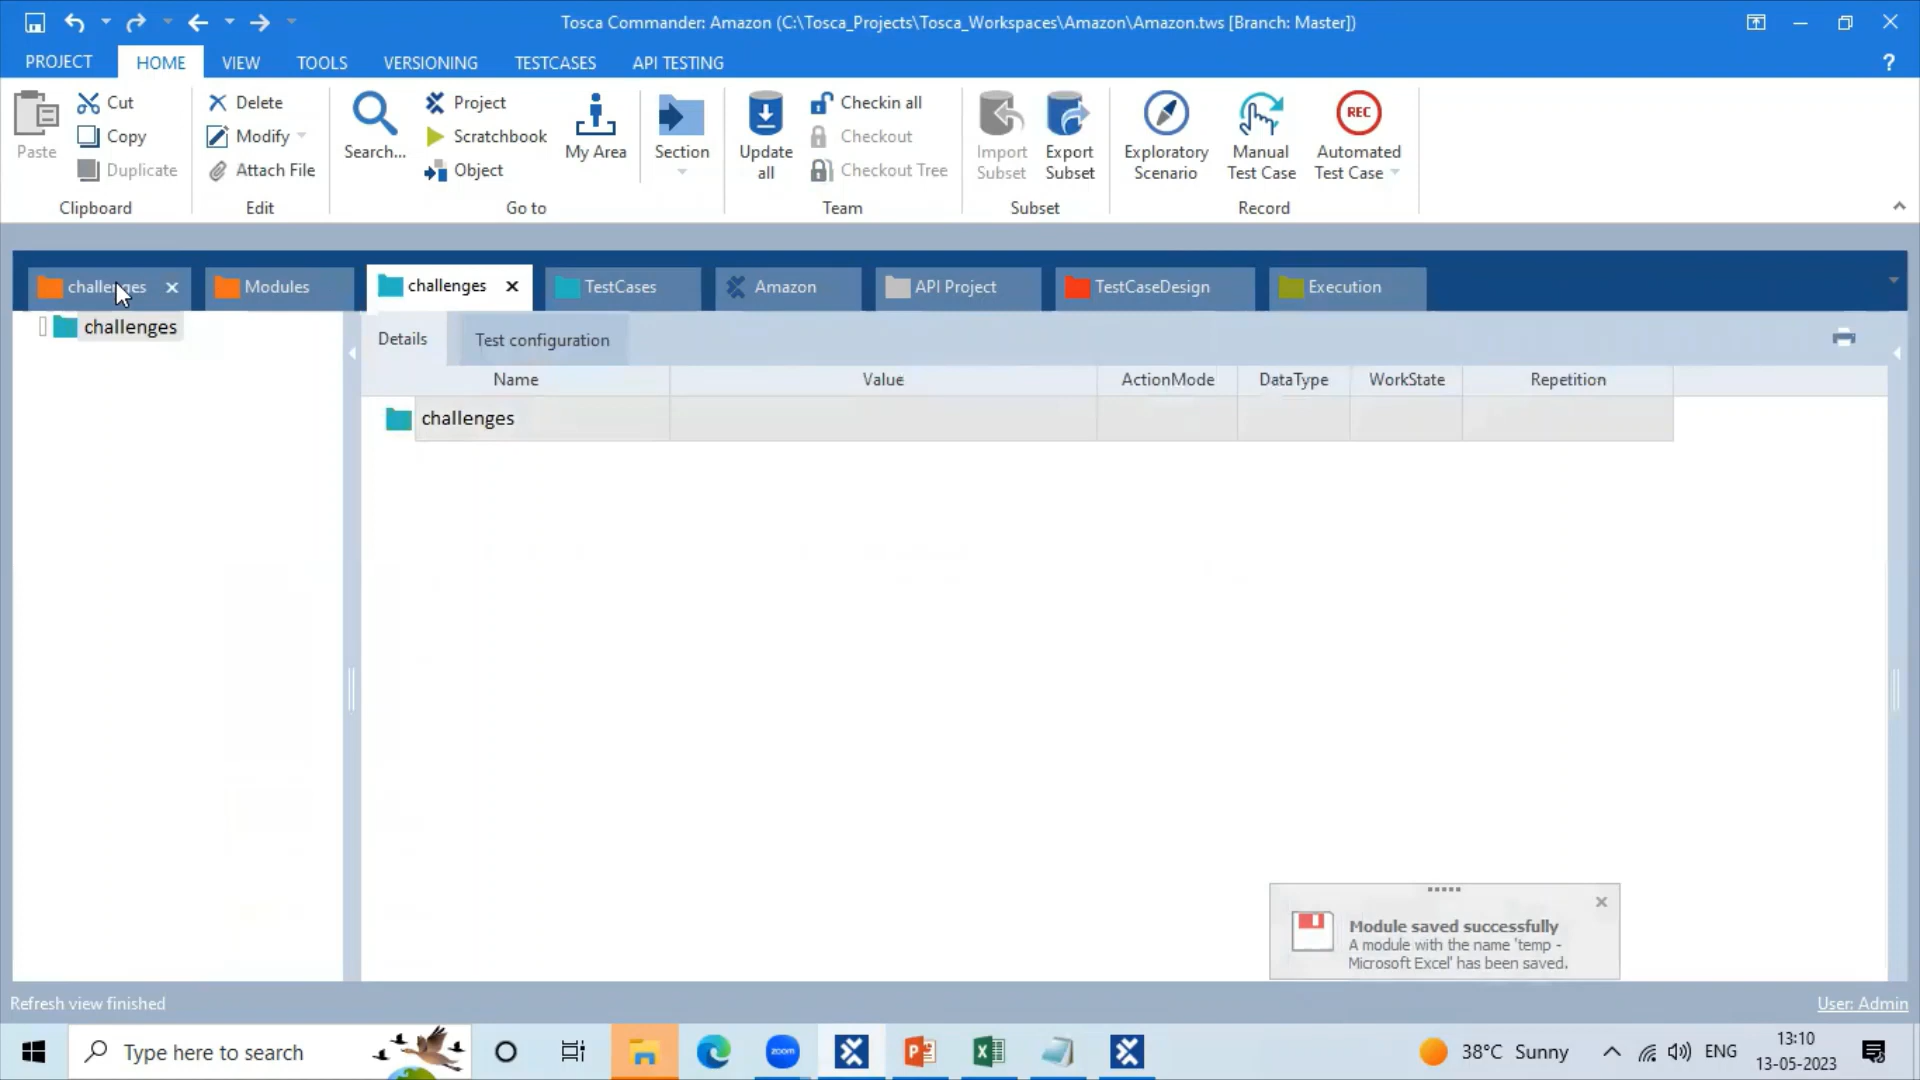 Tosca Commander: Amazon (C:\Tosca_Projects\Tosca_Workspaces\Amazon\Amazon.tws [Branch: Master])
PROJECT HOME VIEW TOOLS VERSIONING TESTCASES API TESTING ?
Paste Cut Copy Duplicate
Delete Modify Attach File
Search... Project Scratchbook Object My Area Section
Update all Checkin all Checkout Checkout Tree
Import Subset Export Subset
Exploratory Scenario Manual Test Case REC Automated Test Case
Clipboard Edit Go to Team Subset Record
challenges Modules challenges TestCases Amazon API Project TestCaseDesign Execution
challenges
Details Test configuration
Name Value ActionMode DataType WorkState Repetition
challenges
Module saved successfully
A module with the name 'temp -
Microsoft Excel' has been saved.
Refresh view finished User: Admin
Type here to search zoom 38°C Sunny ENG 13:10
13-05-2023